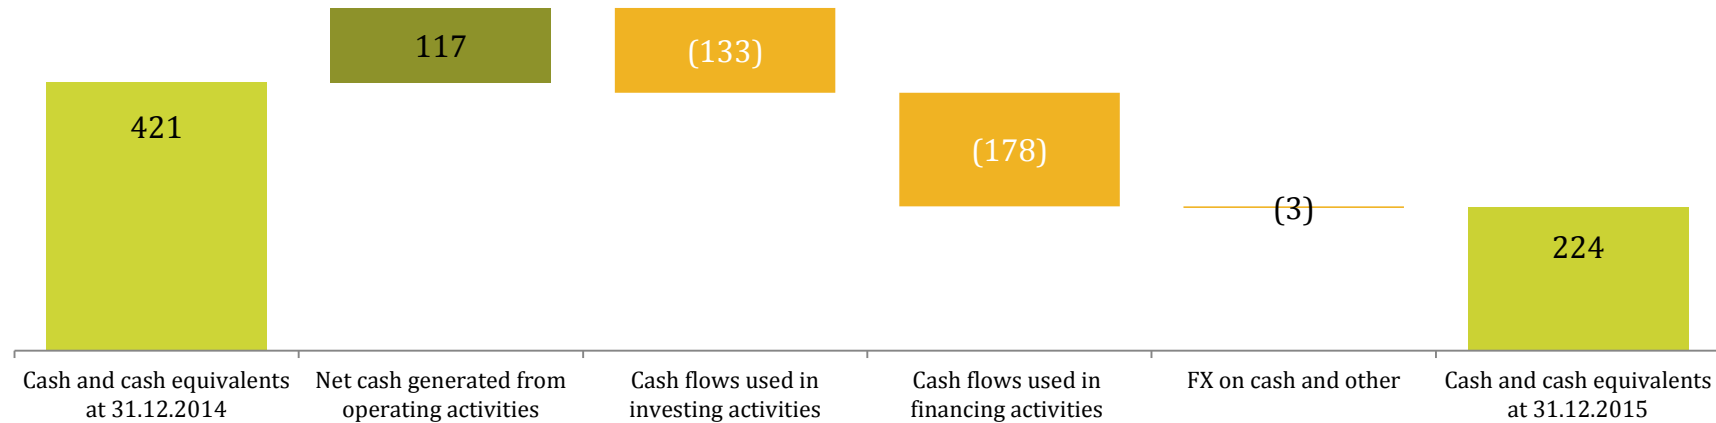 117
(133)
421
(178)
(3)
224
Cash and cash equivalents
at 31.12.2014
Net cash generated from
operating activities
Cash flows used in
investing activities
Cash flows used in
financing activities
FX on cash and other
Cash and cash equivalents
at 31.12.2015